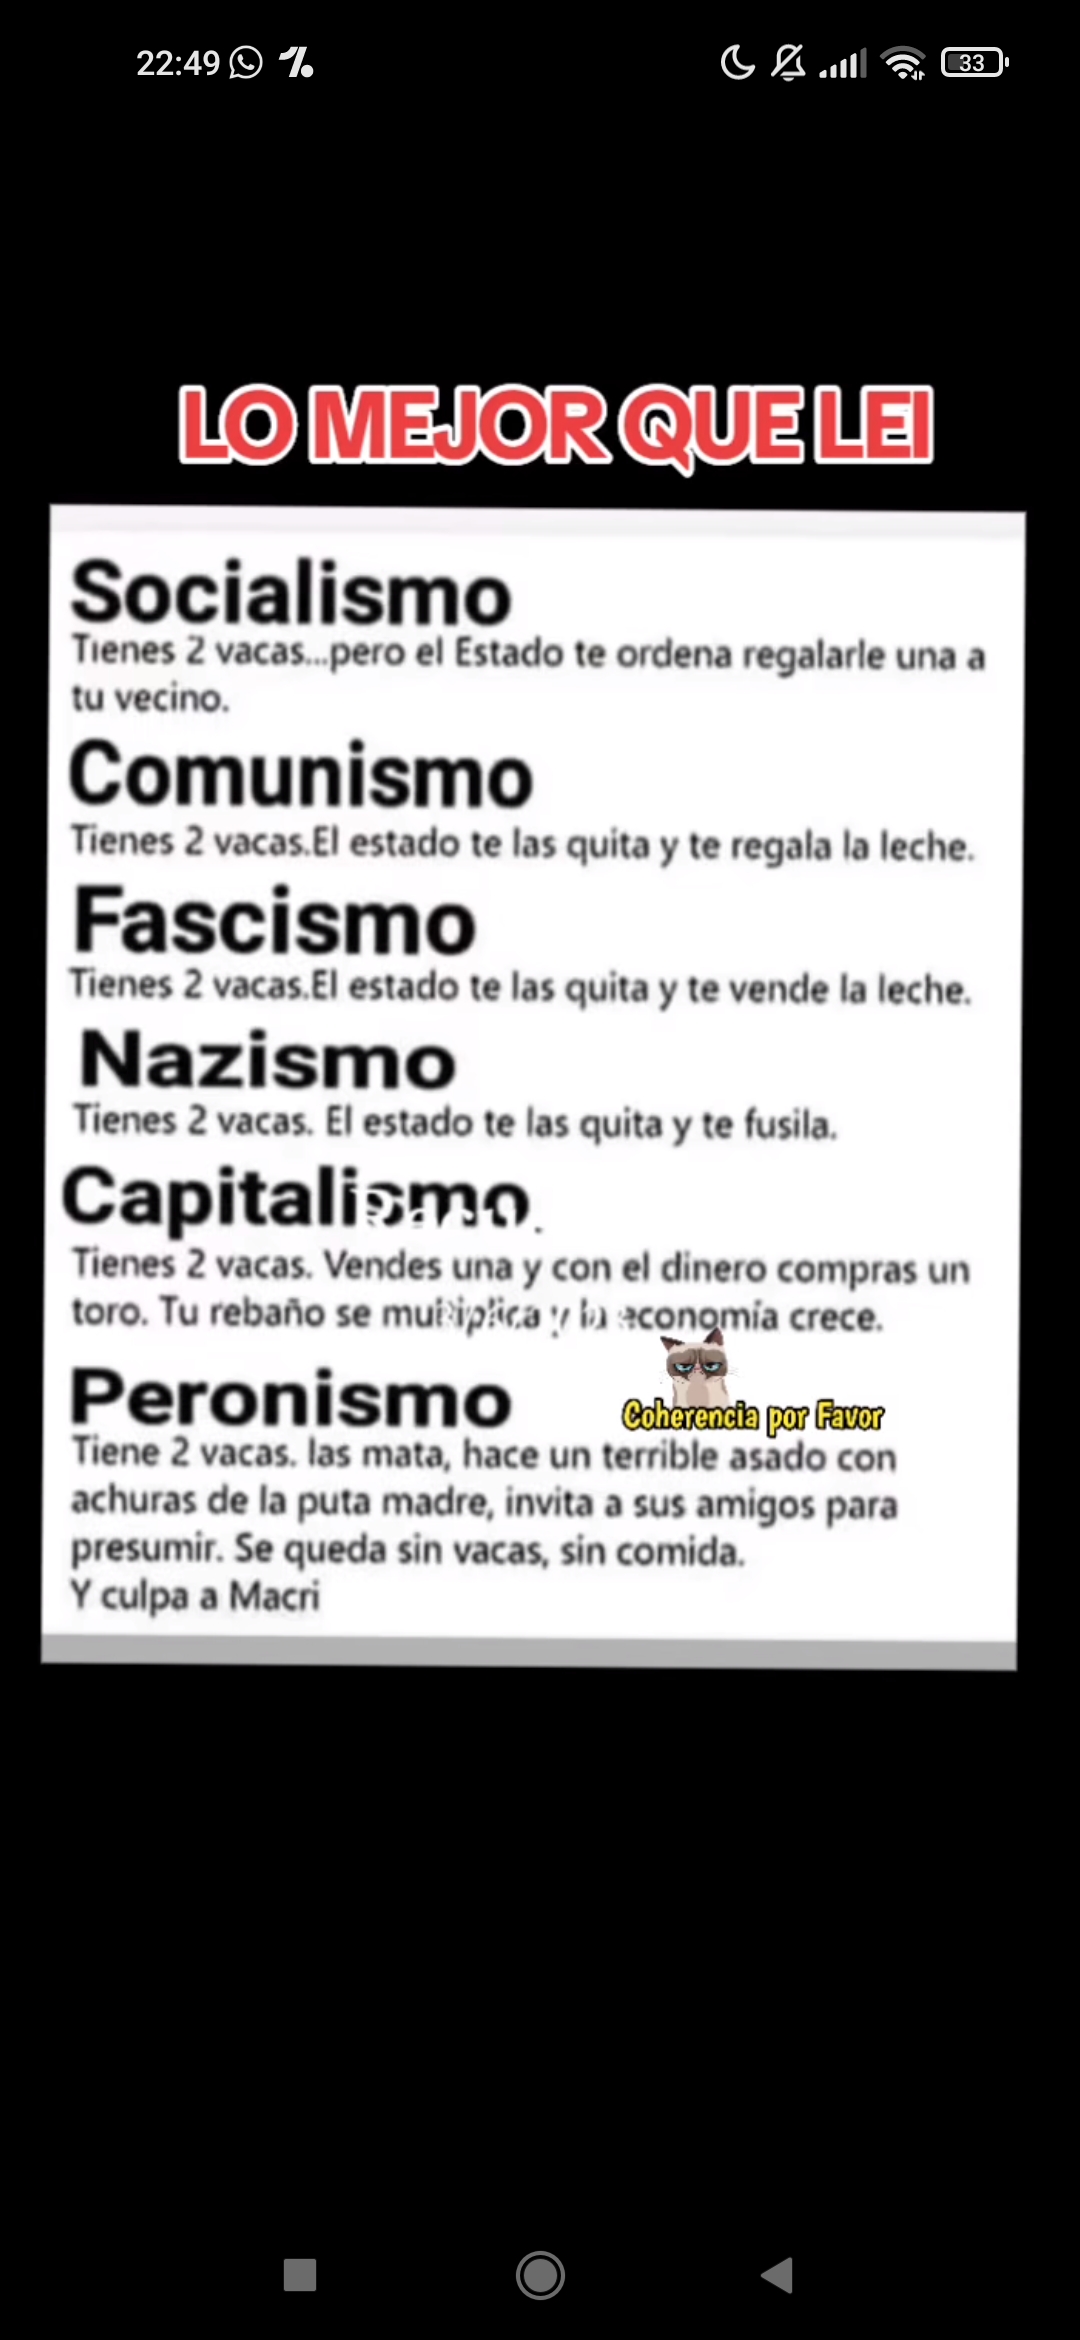 22:49
33
LO MEJOR QUE LEI
Socialismo
Tienes 2 vacas...pero el Estado te ordena regalarle una a
tu vecino.
Comunismo
Tienes 2 vacas.El estado te las quita y te regala la leche.
Fascismo
Tienes 2 vacas.El estado te las quita y te vende la leche.
Nazismo
Tienes 2 vacas. El estado te las quita y te fusila.
Capitalismo.
Tienes 2 vacas. Vendes una y con el dinero compras un
toro. Tu rebaño se multiplica y la economía crece.
Peronismo
Coherencia por Favor
Tiene 2 vacas. las mata, hace un terrible asado con
achuras de la puta madre, invita a sus amigos para
presumir. Se queda sin vacas, sin comida.
Y culpa a Macri